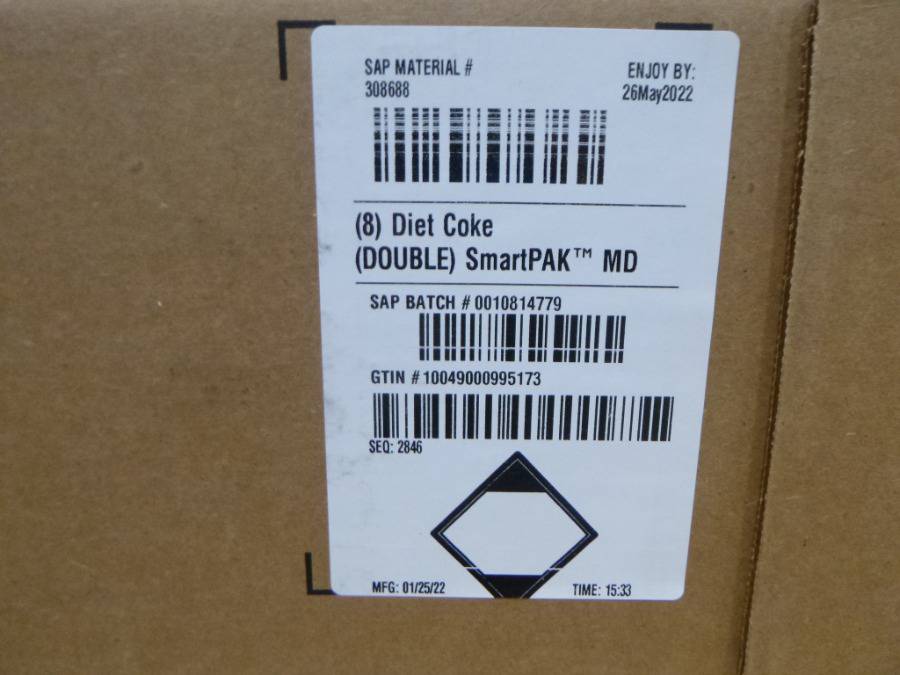 SAP MATERIAL #
308688
ENJOY BY:
26May2022
(8) Diet Coke
(DOUBLE) SmartPAK™ MD
SAP BATCH # 0010814779
GTIN # 10049000995173
SEQ: 2846
MFG: 01/25/22
TIME: 15:33